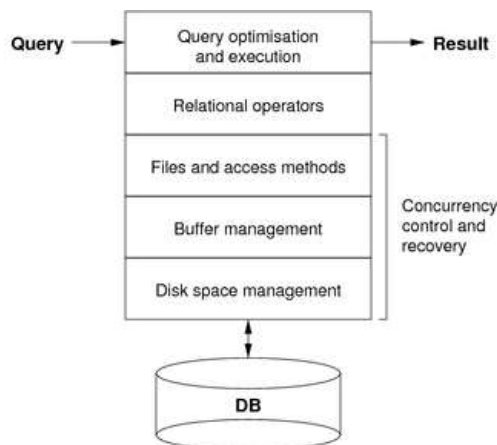 Query
Query optimisation
and execution
Result
Relational operators
Files and access methods
Buffer management
Disk space management
Concurrency
control and
recovery
DB